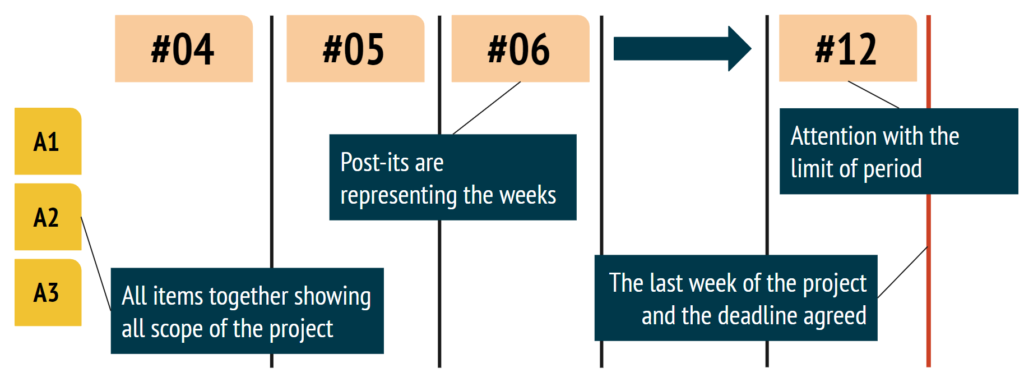 #04
#05
#06
#12
A1
A2
A3
Post-its are
representing the weeks
Attention with the
limit of period
All items together showing
all scope of the project
The last week of the project
and the deadline agreed